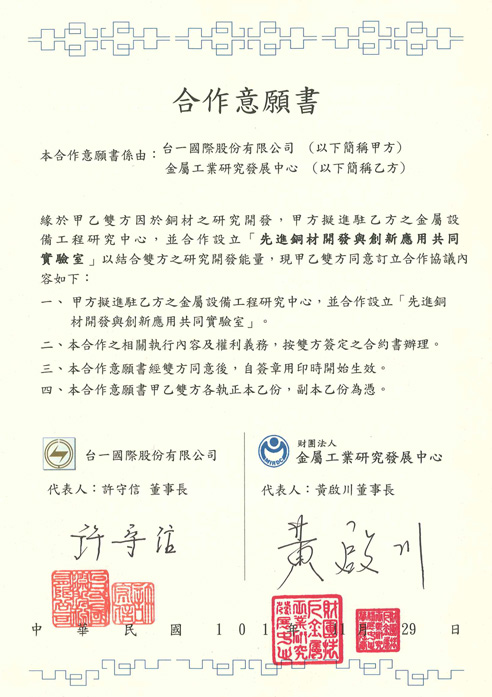 合作意願書
本合作意願書係由：台一國際股份有限公司 （以下簡稱甲方）
金屬工業研究發展中心 （以下簡稱乙方）
緣於甲乙雙方因於銅材之研究開發，甲方擬進駐乙方之金屬設
備工程研究中心，並合作設立「先進銅材開發與創新應用共同
實驗室」以結合雙方之研究開發能量，現甲乙雙方同意訂立合作協議內
容如下：
一、 甲方擬進駐乙方之金屬設備工程研究中心，並合作設立「先進銅
材開發與創新應用共同實驗室」。
二、本合作之相關執行內容及權利義務，按雙方簽定之合約書辦理。
三、本合作意願書經雙方同意後，自簽章用印時開始生效。
四、本合作意願書甲乙雙方各執正本乙份，副本乙份為憑。
台一國際股份有限公司
代表人：許守信 董事長
許守信
財團法人
金屬工業研究發展中心
代表人：黃啟川董事長
黃啟川
中華民國 101 年 11 月 29 日